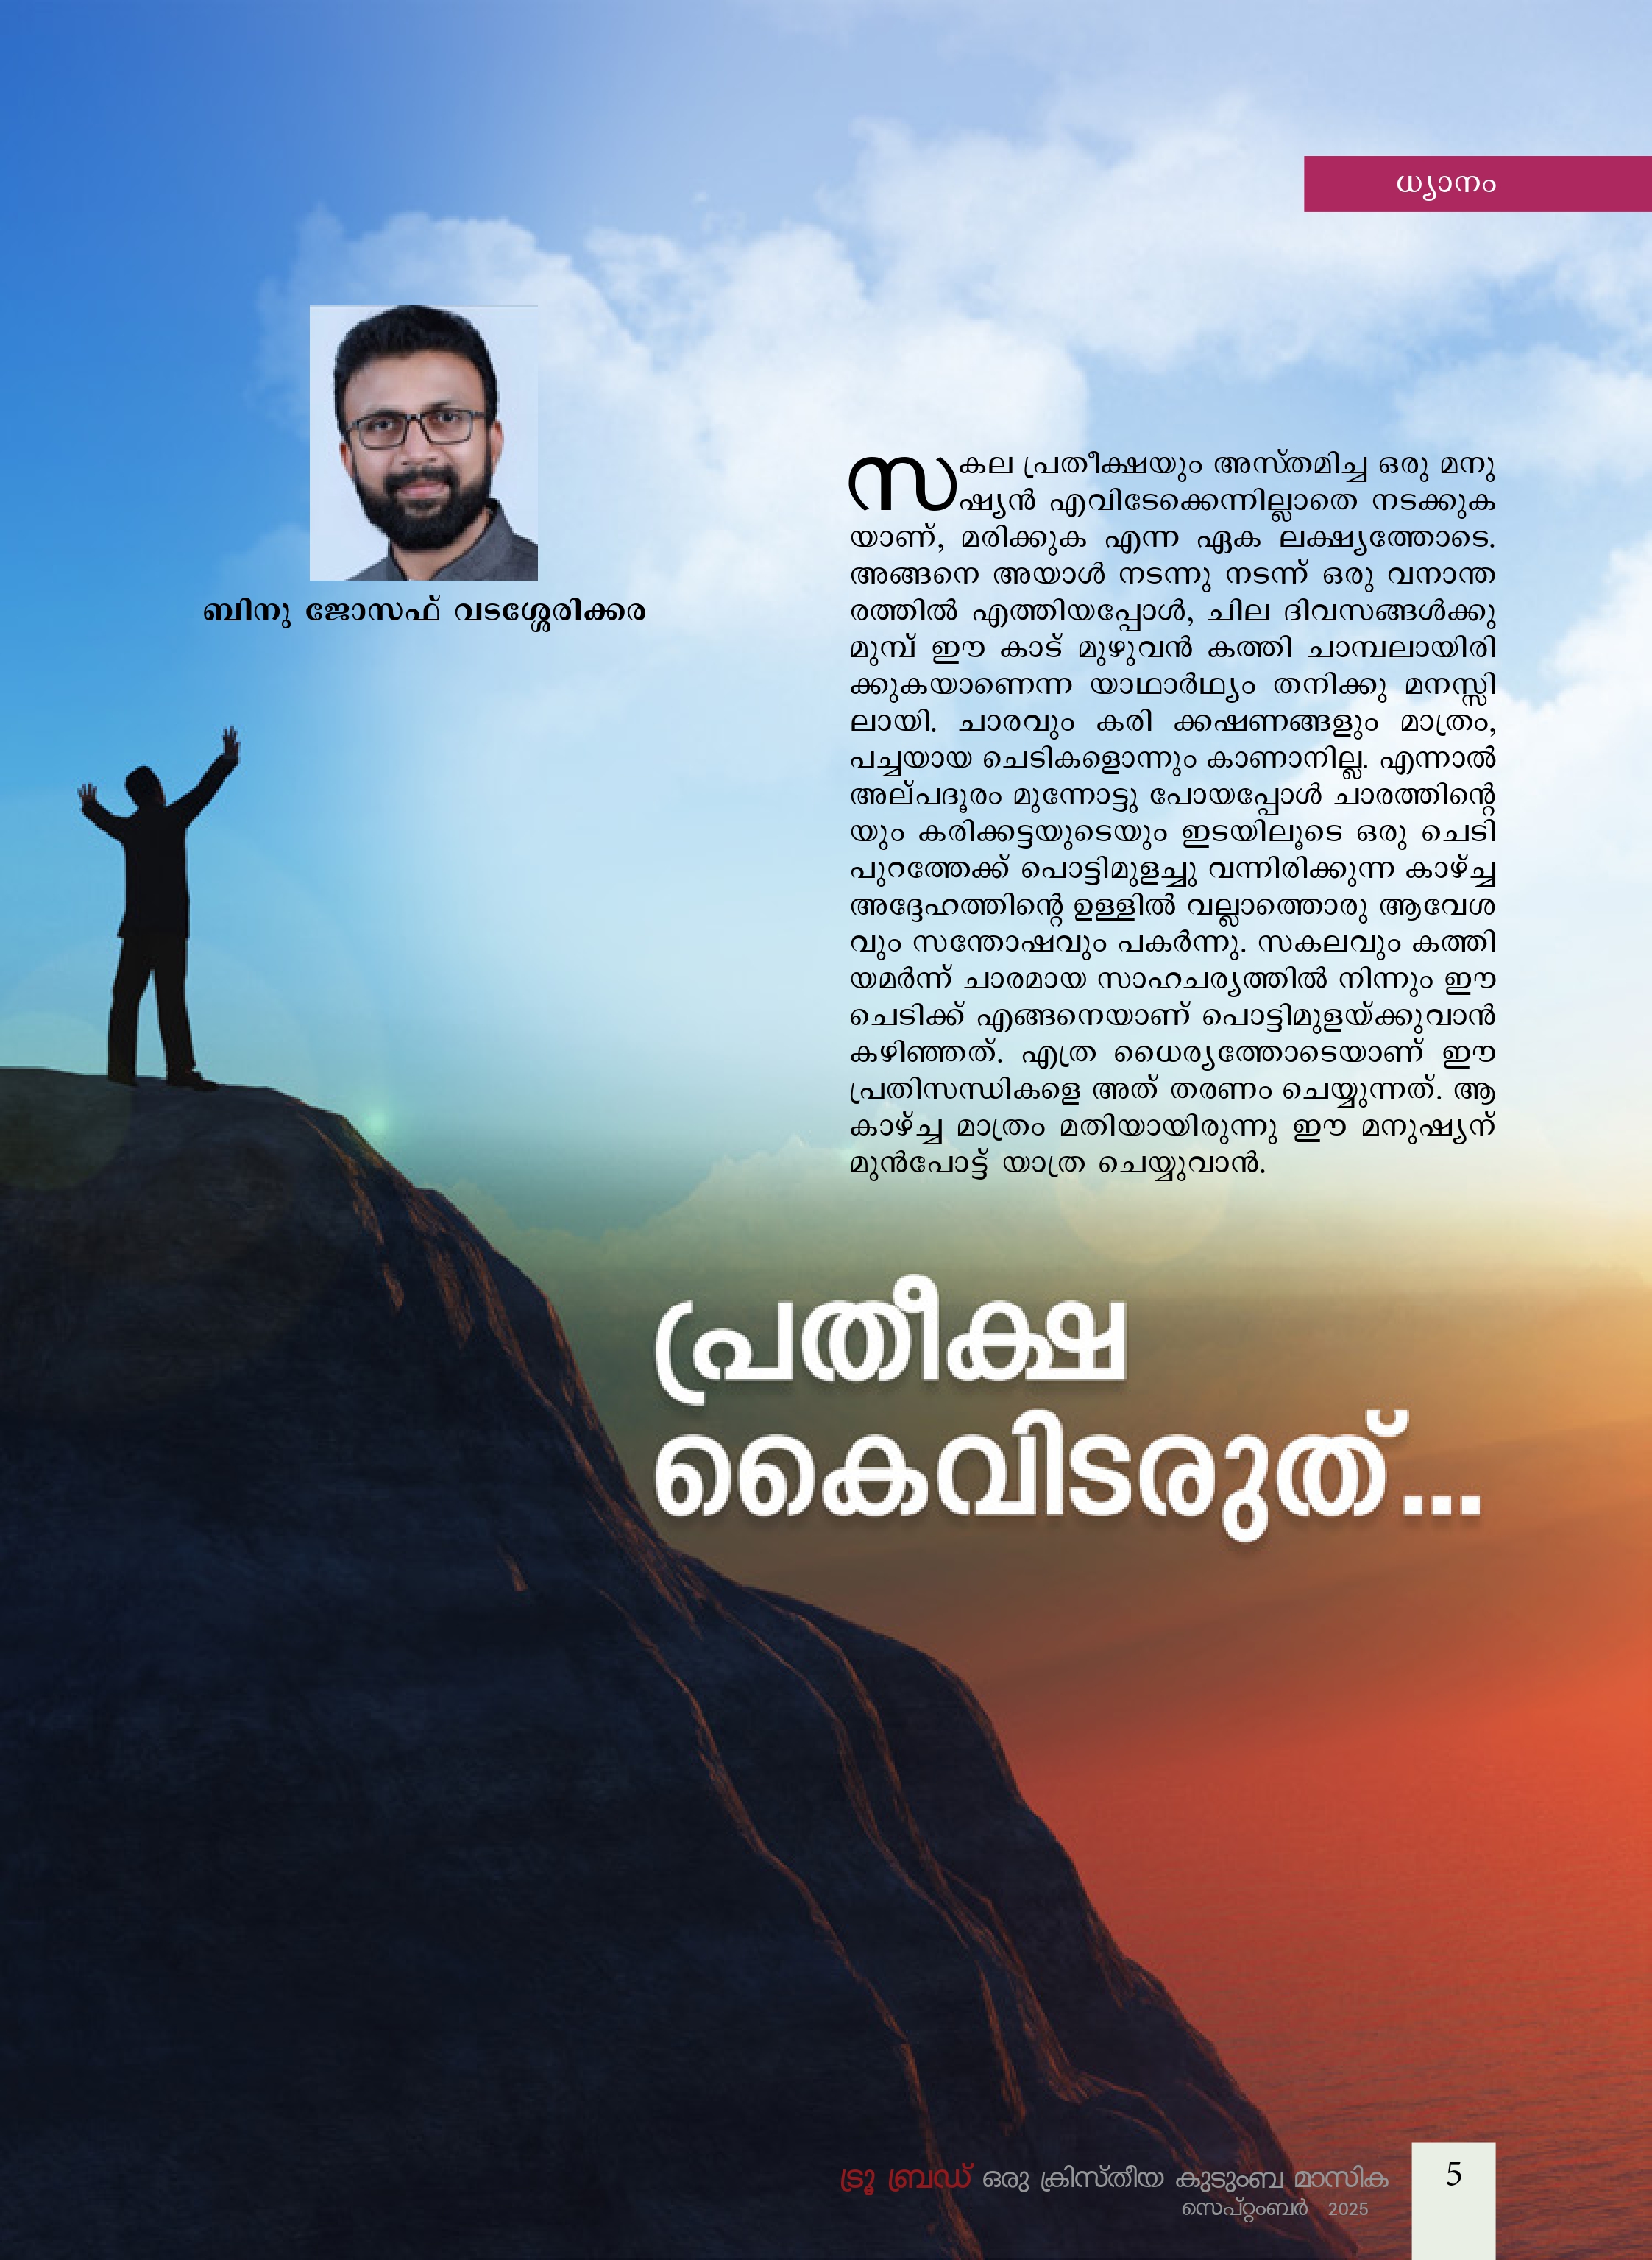 ധ്യാനം
ബിനു ജോസഫ് വടശ്ശേരിക്കര
സകല പ്രതീക്ഷയും അസ്തമിച്ച ഒരു മനു
ഷ്യൻ എവിടേക്കെന്നില്ലാതെ നടക്കുക
യാണ്, മരിക്കുക എന്ന ഏക ലക്ഷ്യത്തോടെ.
അങ്ങനെ അയാൾ നടന്നു നടന്ന് ഒരു വനാന്ത
രത്തിൽ എത്തിയപ്പോൾ, ചില ദിവസങ്ങൾക്കു
മുമ്പ് ഈ കാട് മുഴുവൻ കത്തി ചാമ്പലായിരി
ക്കുകയാണെന്ന യാഥാർഥ്യം തനിക്കു മനസ്സി
ലായി. ചാരവും കരി ക്കഷണങ്ങളും മാത്രം,
പച്ചയായ ചെടികളൊന്നും കാണാനില്ല. എന്നാൽ
അല്പദൂരം മുന്നോട്ടു പോയപ്പോൾ ചാരത്തിന്റെ
യും കരിക്കട്ടയുടെയും ഇടയിലൂടെ ഒരു ചെടി
പുറത്തേക്ക് പൊട്ടിമുളച്ചു വന്നിരിക്കുന്ന കാഴ്ച്ച
അദ്ദേഹത്തിന്റെ ഉള്ളിൽ വല്ലാത്തൊരു ആവേശ
വും സന്തോഷവും പകർന്നു. സകലവും കത്തി
യമർന്ന് ചാരമായ സാഹചര്യത്തിൽ നിന്നും ഈ
ചെടിക്ക് എങ്ങനെയാണ് പൊട്ടിമുളയ്ക്കുവാൻ
കഴിഞ്ഞത്. എത്ര ധൈര്യത്തോടെയാണ് ഈ
പ്രതിസന്ധികളെ അത് തരണം ചെയ്യുന്നത്. ആ
കാഴ്ച്ച മാത്രം മതിയായിരുന്നു ഈ മനുഷ്യന്
മുൻപോട്ട് യാത്ര ചെയ്യുവാൻ.
പ്രതീക്ഷ
കൈവിടരുത്...
ട്രൂ ബ്രഡ് ഒരു ക്രിസ്തീയ കുടുംബ മാസിക
സെപ്റ്റംബർ 2025
5